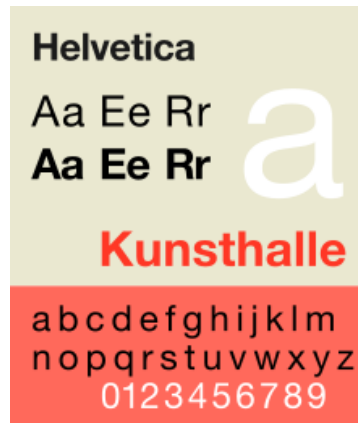 Helvetica
Aa Ee Rr
a
Aa Ee Rr
Kunsthalle
abcdefghijklm
nopqrstuvwxyz
0123456789